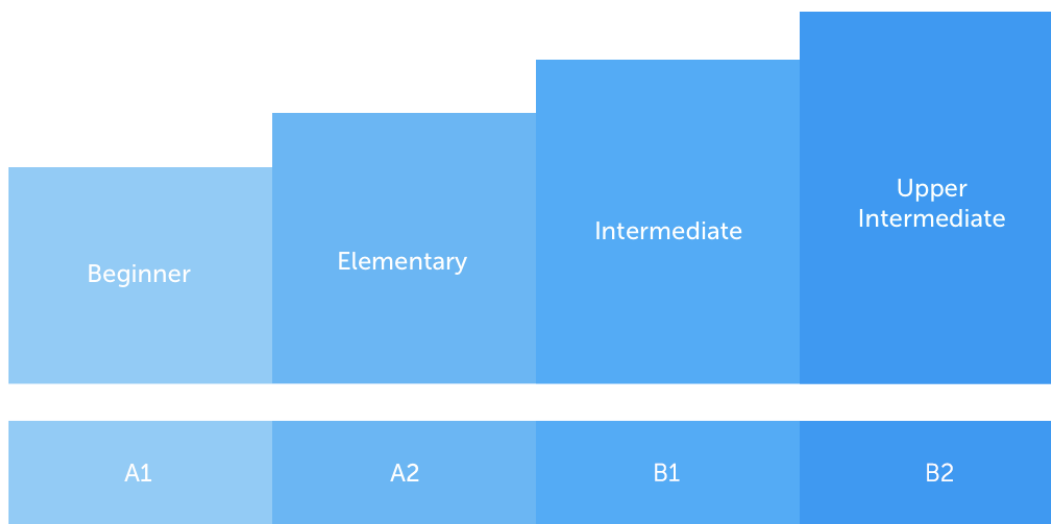 Beginner
Elementary
Intermediate
Upper
Intermediate
A1
A2
B1
B2